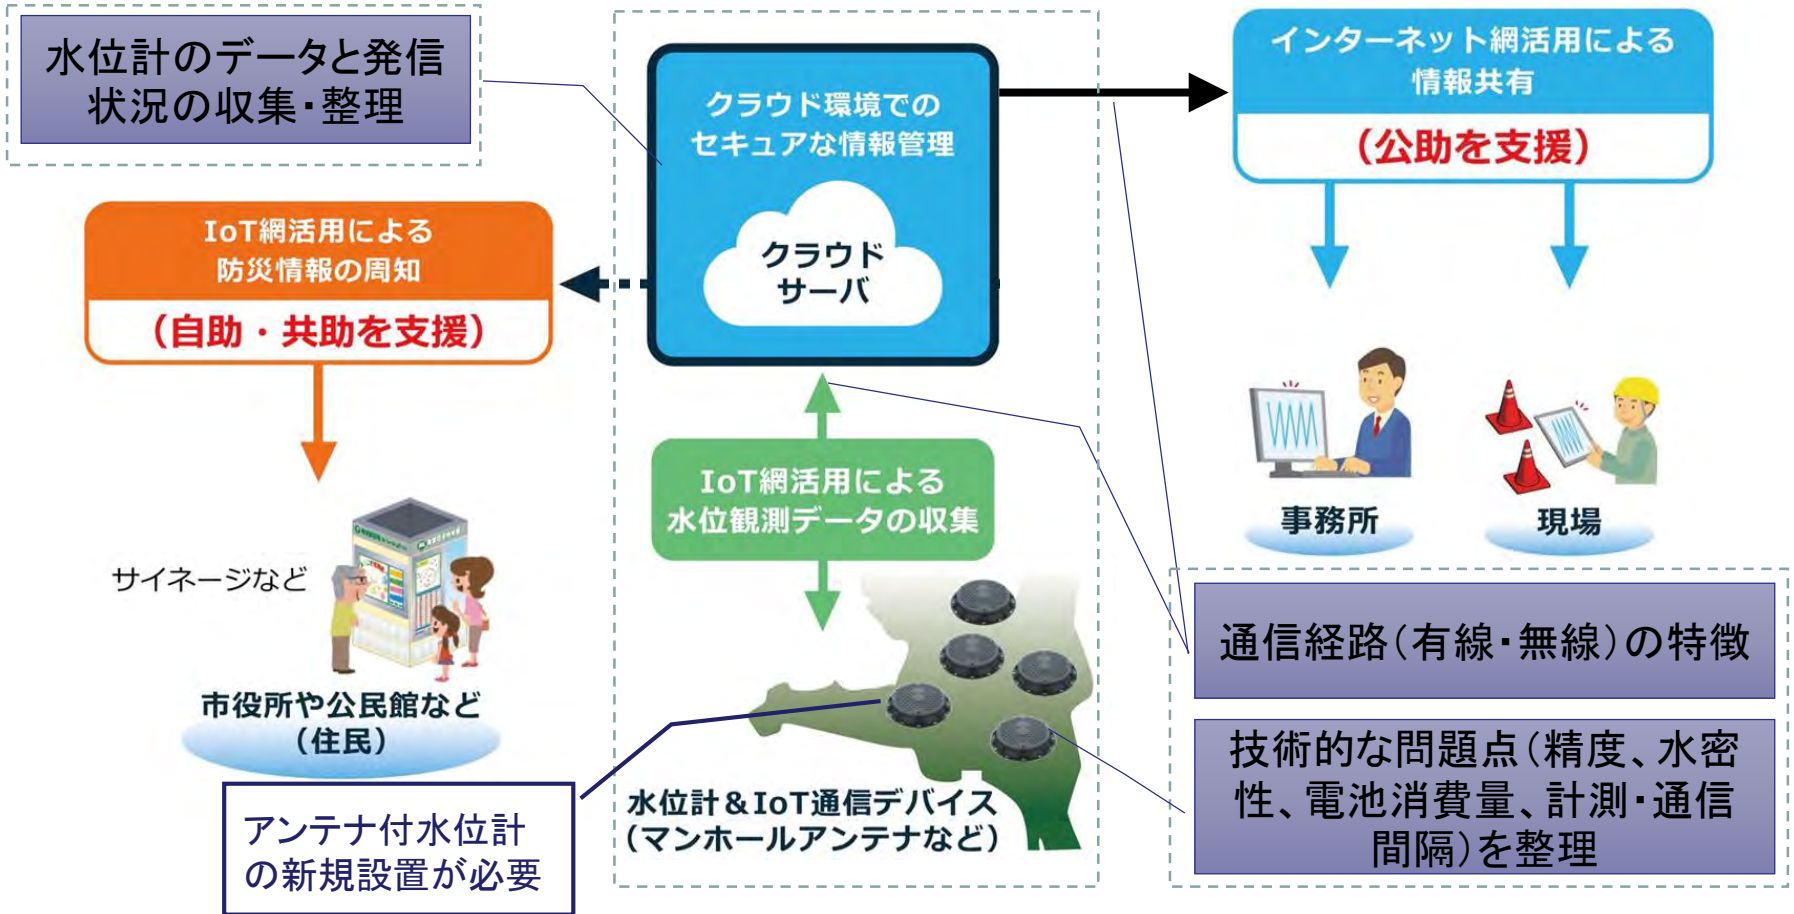 水位計のデータと発信
状況の収集・整理
クラウド環境での
セキュアな情報管理
クラウド
サーバ
インターネット網活用による
情報共有
（公助を支援）
IoT網活用による
防災情報の周知
（自助・共助を支援）
IoT網活用による
水位観測データの収集
事務所
現場
サイネージなど
市役所や公民館など
（住民）
水位計＆IoT通信デバイス
（マンホールアンテナなど）
アンテナ付水位計
の新規設置が必要
通信経路（有線・無線）の特徴
技術的な問題点（精度、水密
性、電池消費量、計測・通信
間隔）を整理